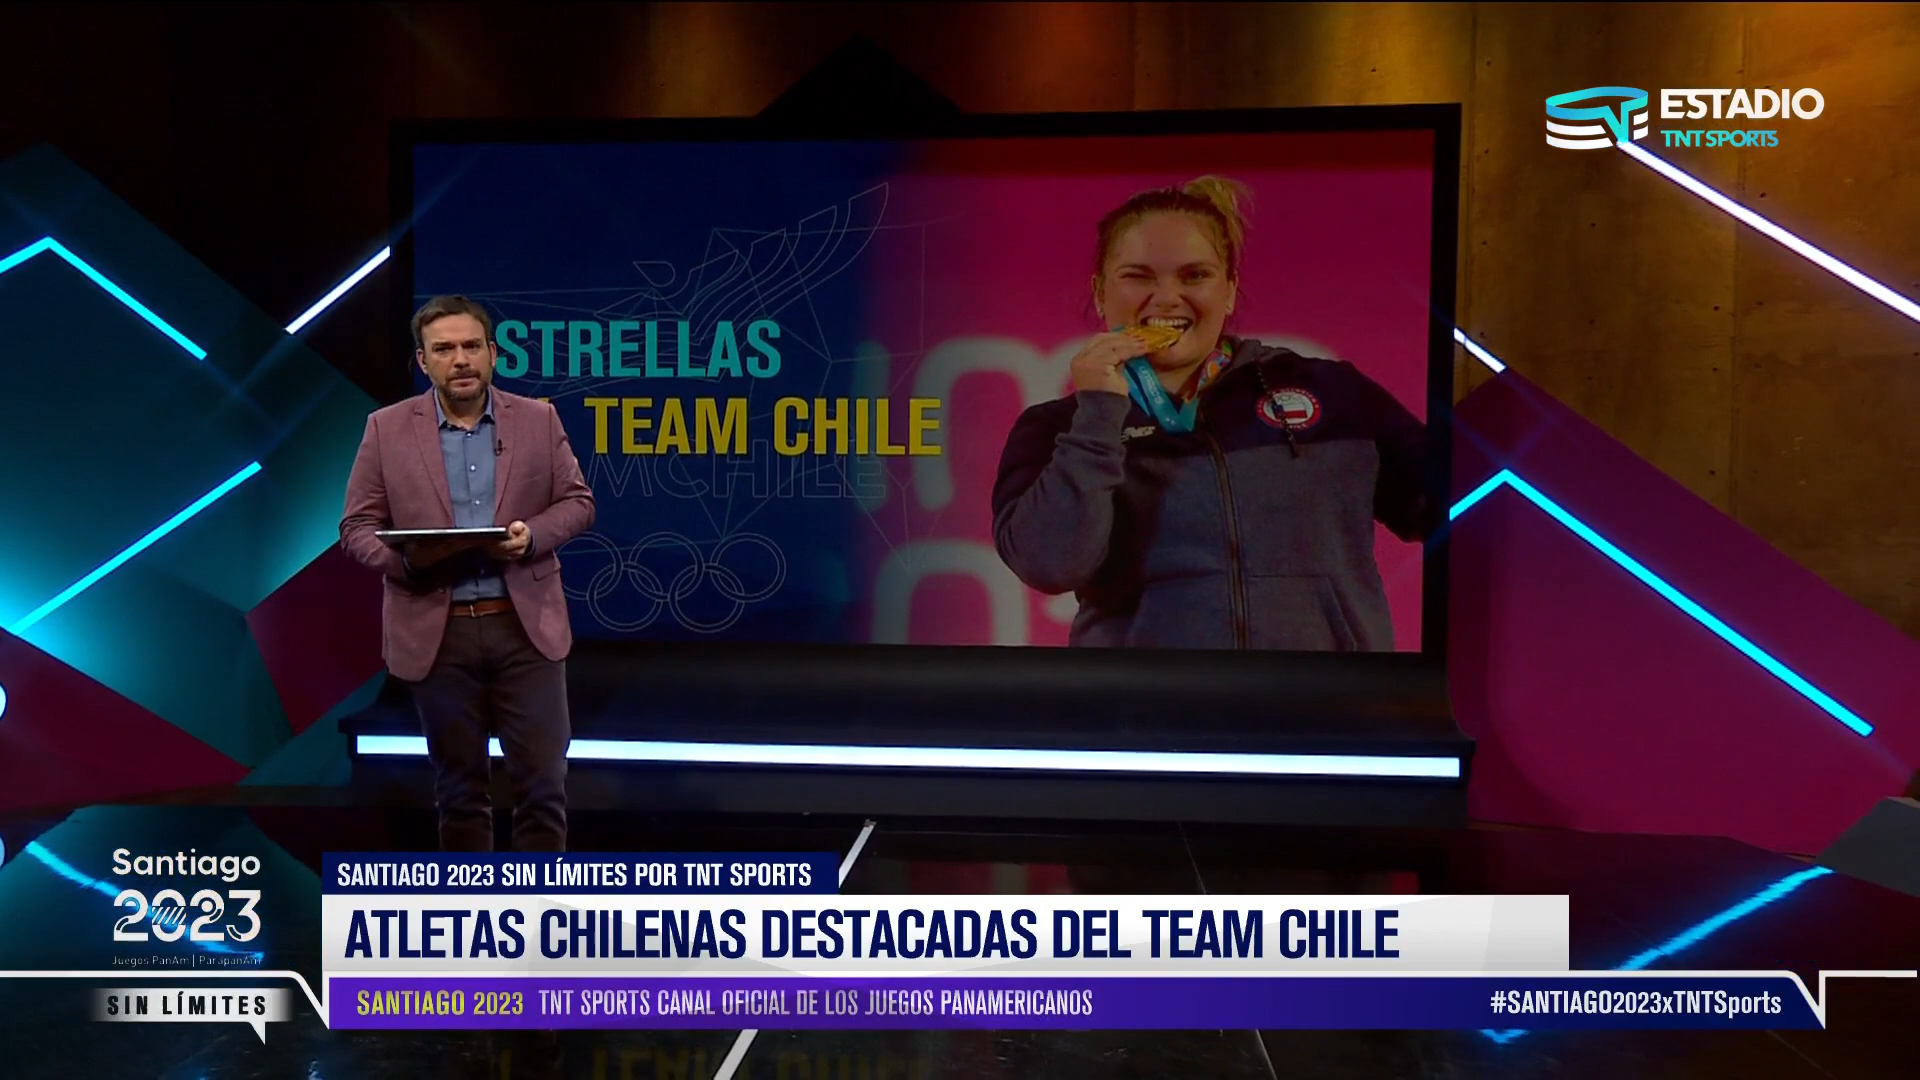 ESTADIO
TNT SPORTS
STRELLAS
TEAM CHILE
MCHILE
Santiago
2023
Juegos PanAm | ParapanAm
SIN LÍMITES
SANTIAGO 2023 SIN LÍMITES POR TNT SPORTS
ATLETAS CHILENAS DESTACADAS DEL TEAM CHILE
SANTIAGO 2023 TNT SPORTS CANAL OFICIAL DE LOS JUEGOS PANAMERICANOS
#SANTIAGO2023xTNTSports